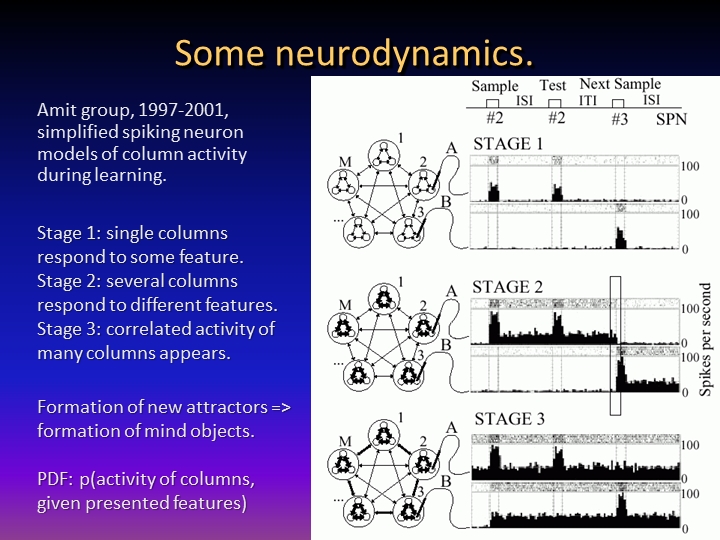 Some neurodynamics.
Amit group, 1997-2001,
simplified spiking neuron
models of column activity
during learning.
Stage 1: single columns
respond to some feature.
Stage 2: several columns
respond to different features.
Stage 3: correlated activity of
many columns appears.
Formation of new attractors =>
formation of mind objects.
PDF: p(activity of columns,
given presented features)
Sample Test Next Sample
ISI ITI ISI
#2 #2 #3 SPN
1 A STAGE 1
M 2 100
B 0
... 3 100
0
1 A STAGE 2
M 2 100
B 0
... 3 100
0
Spikes per second
1 A STAGE 3
M 2 100
B 0
... 3 100
0